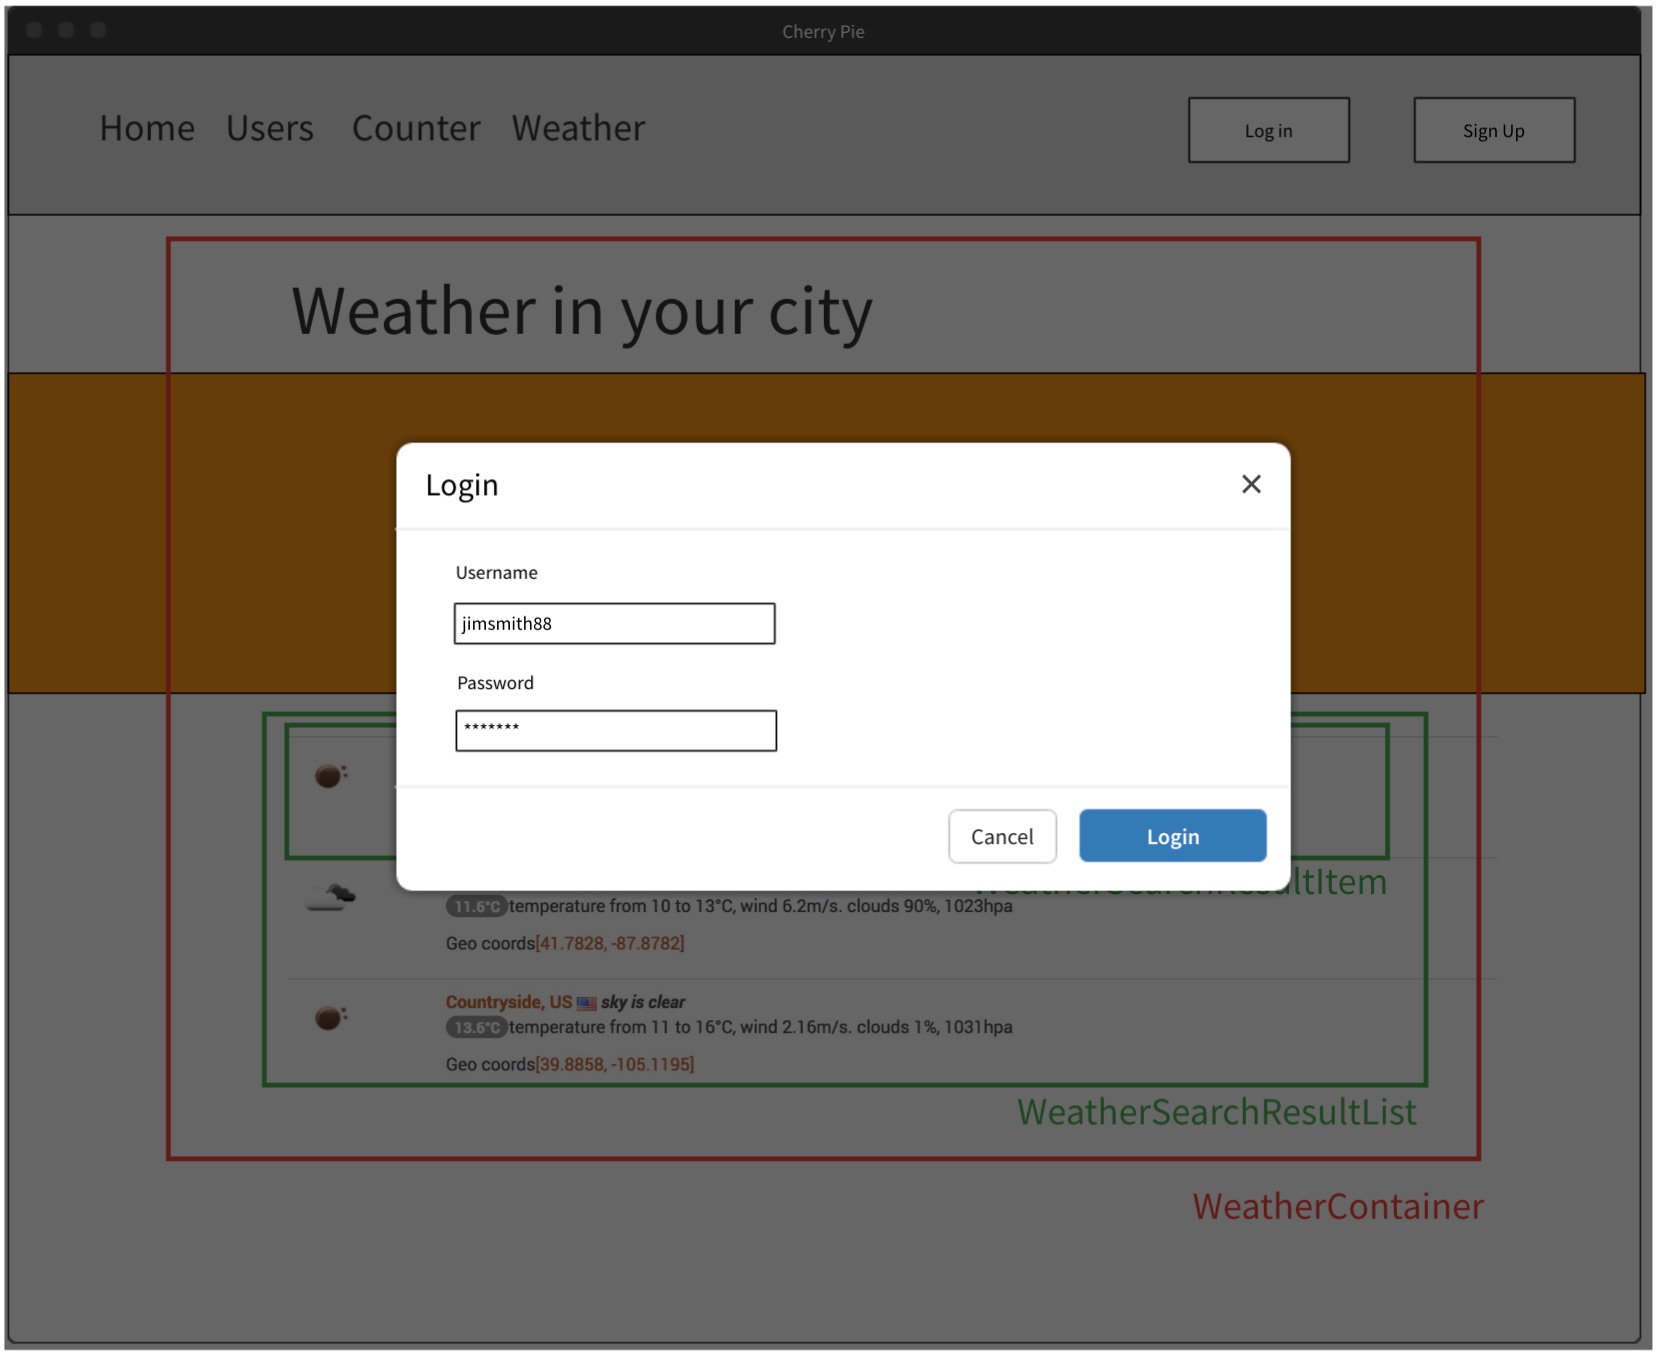 Cherry Pie
Home Users Counter Weather
Log in
Sign Up
Weather in your city
Login
Username
jimsmith88
Password
*******
Cancel
Login
11.6°C temperature from 10 to 13°C, wind 6.2m/s. clouds 90%, 1023hpa
Geo coords[41.7828, -87.8782]
Countryside, US sky is clear
13.6°C temperature from 11 to 16°C, wind 2.16m/s. clouds 1%, 1031hpa
Geo coords[39.8858, -105.1195]
WeatherSearchResultList
WeatherContainer